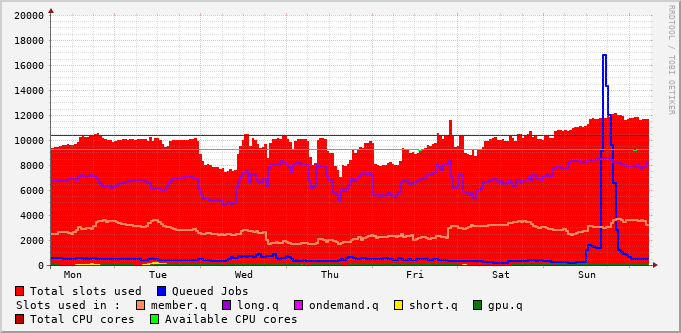 20000
18000
16000
14000
12000
10000
8000
6000
4000
2000
0
Mon Tue Wed Thu Fri Sat Sun
RRDTOOL / TOBI OETIKER
Total slots used Queued Jobs
Slots used in : member.q long.q ondemand.q short.q gpu.q
Total CPU cores Available CPU cores